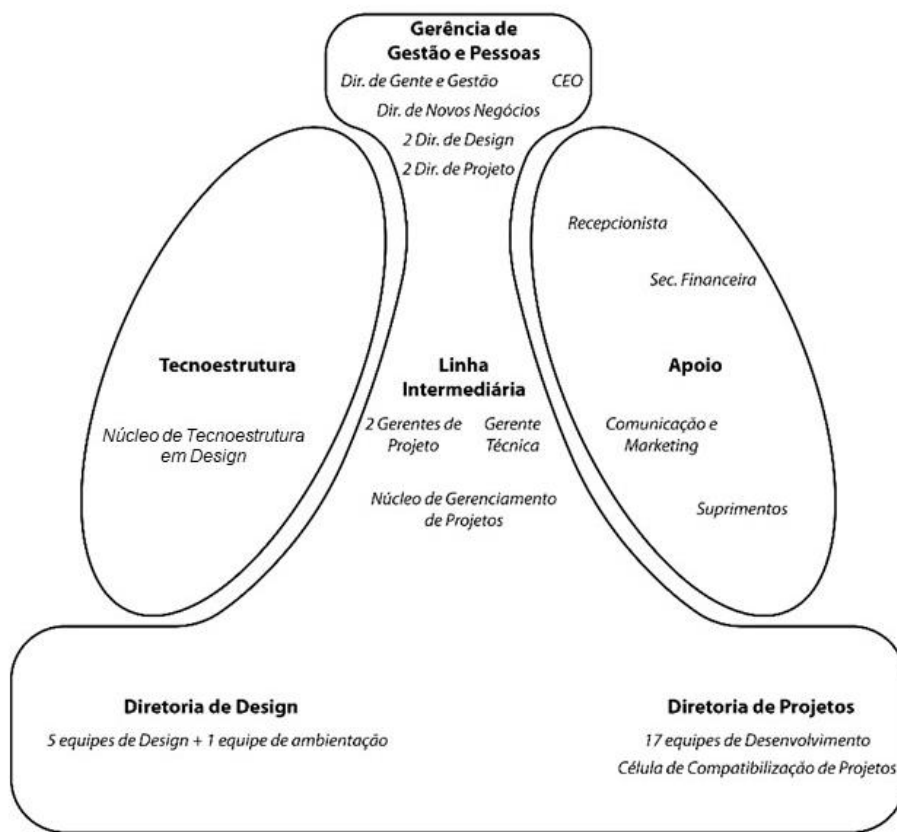 Gerência de
Gestão e Pessoas
Dir. de Gente e Gestão CEO
Dir. de Novos Negócios
2 Dir. de Design
2 Dir. de Projeto
Recepcionista
Sec. Financeira
Tecnoestrutura
Núcleo de Tecnoestrutura
em Design
Linha
Intermediária
2 Gerentes de
Projeto
Gerente
Técnica
Núcleo de Gerenciamento
de Projetos
Apoio
Comunicação e
Marketing
Suprimentos
Diretoria de Design
5 equipes de Design + 1 equipe de ambientação
Diretoria de Projetos
17 equipes de Desenvolvimento
Célula de Compatibilização de Projetos